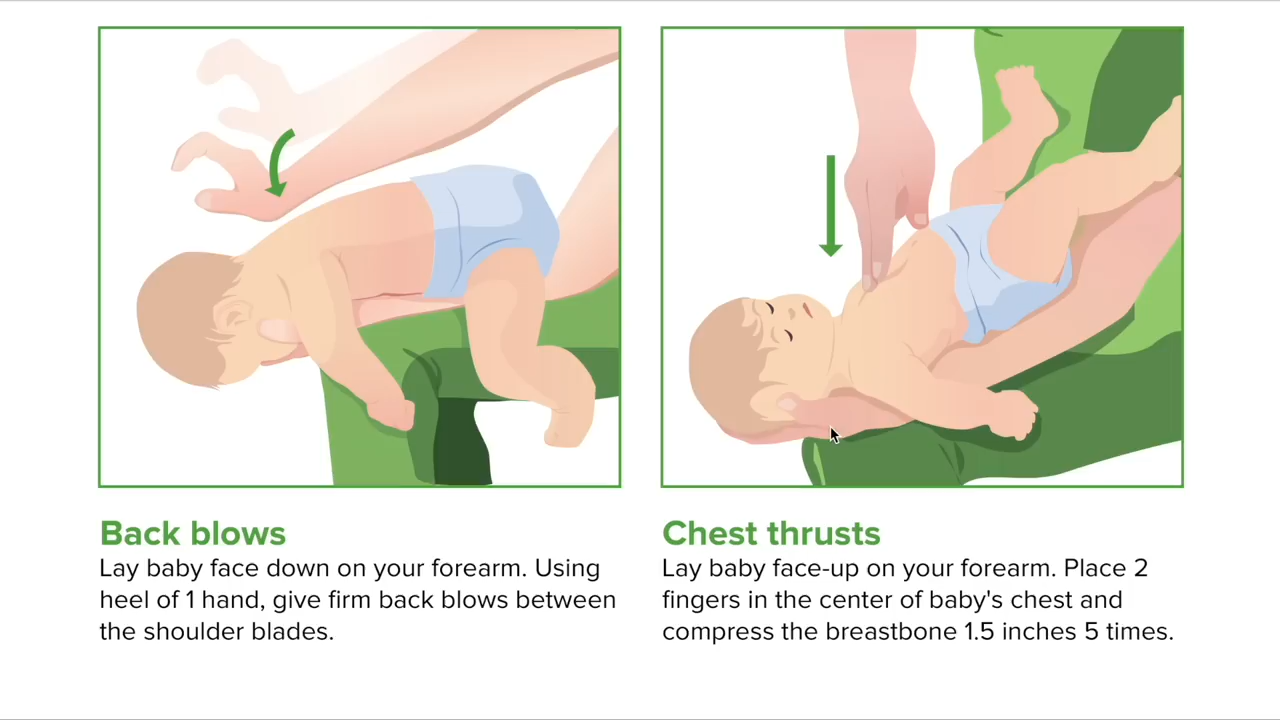 Back blows
Lay baby face down on your forearm. Using
heel of 1 hand, give firm back blows between
the shoulder blades.
Chest thrusts
Lay baby face-up on your forearm. Place 2
fingers in the center of baby's chest and
compress the breastbone 1.5 inches 5 times.